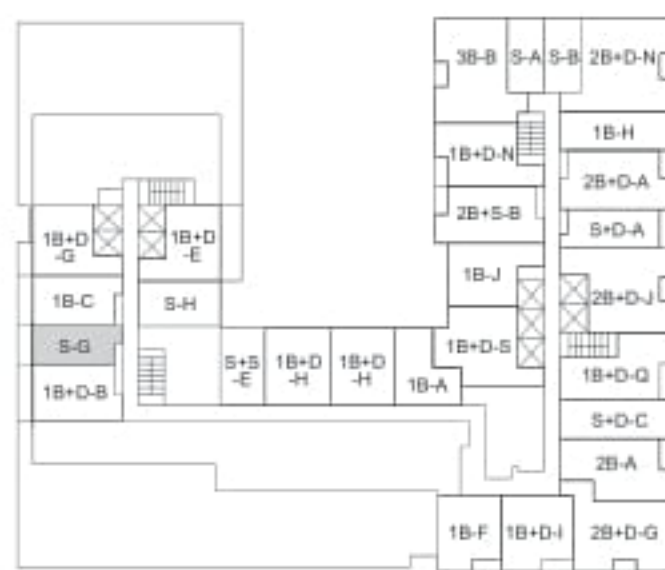 3B-B
S-A
S-B
2B+D-N
1B-H
1B+D-N
2B+D-A
2B+S-B
S+D-A
1B+D
-G
1B+D
-E
1B-J
1B-C
S-H
2B+D-J
S-G
1B+D-S
S+S
-E
1B+D
-H
1B+D
-H
1B-A
1B+D-Q
1B+D-B
S+D-C
2B-A
1B-F
1B+D-I
2B+D-G